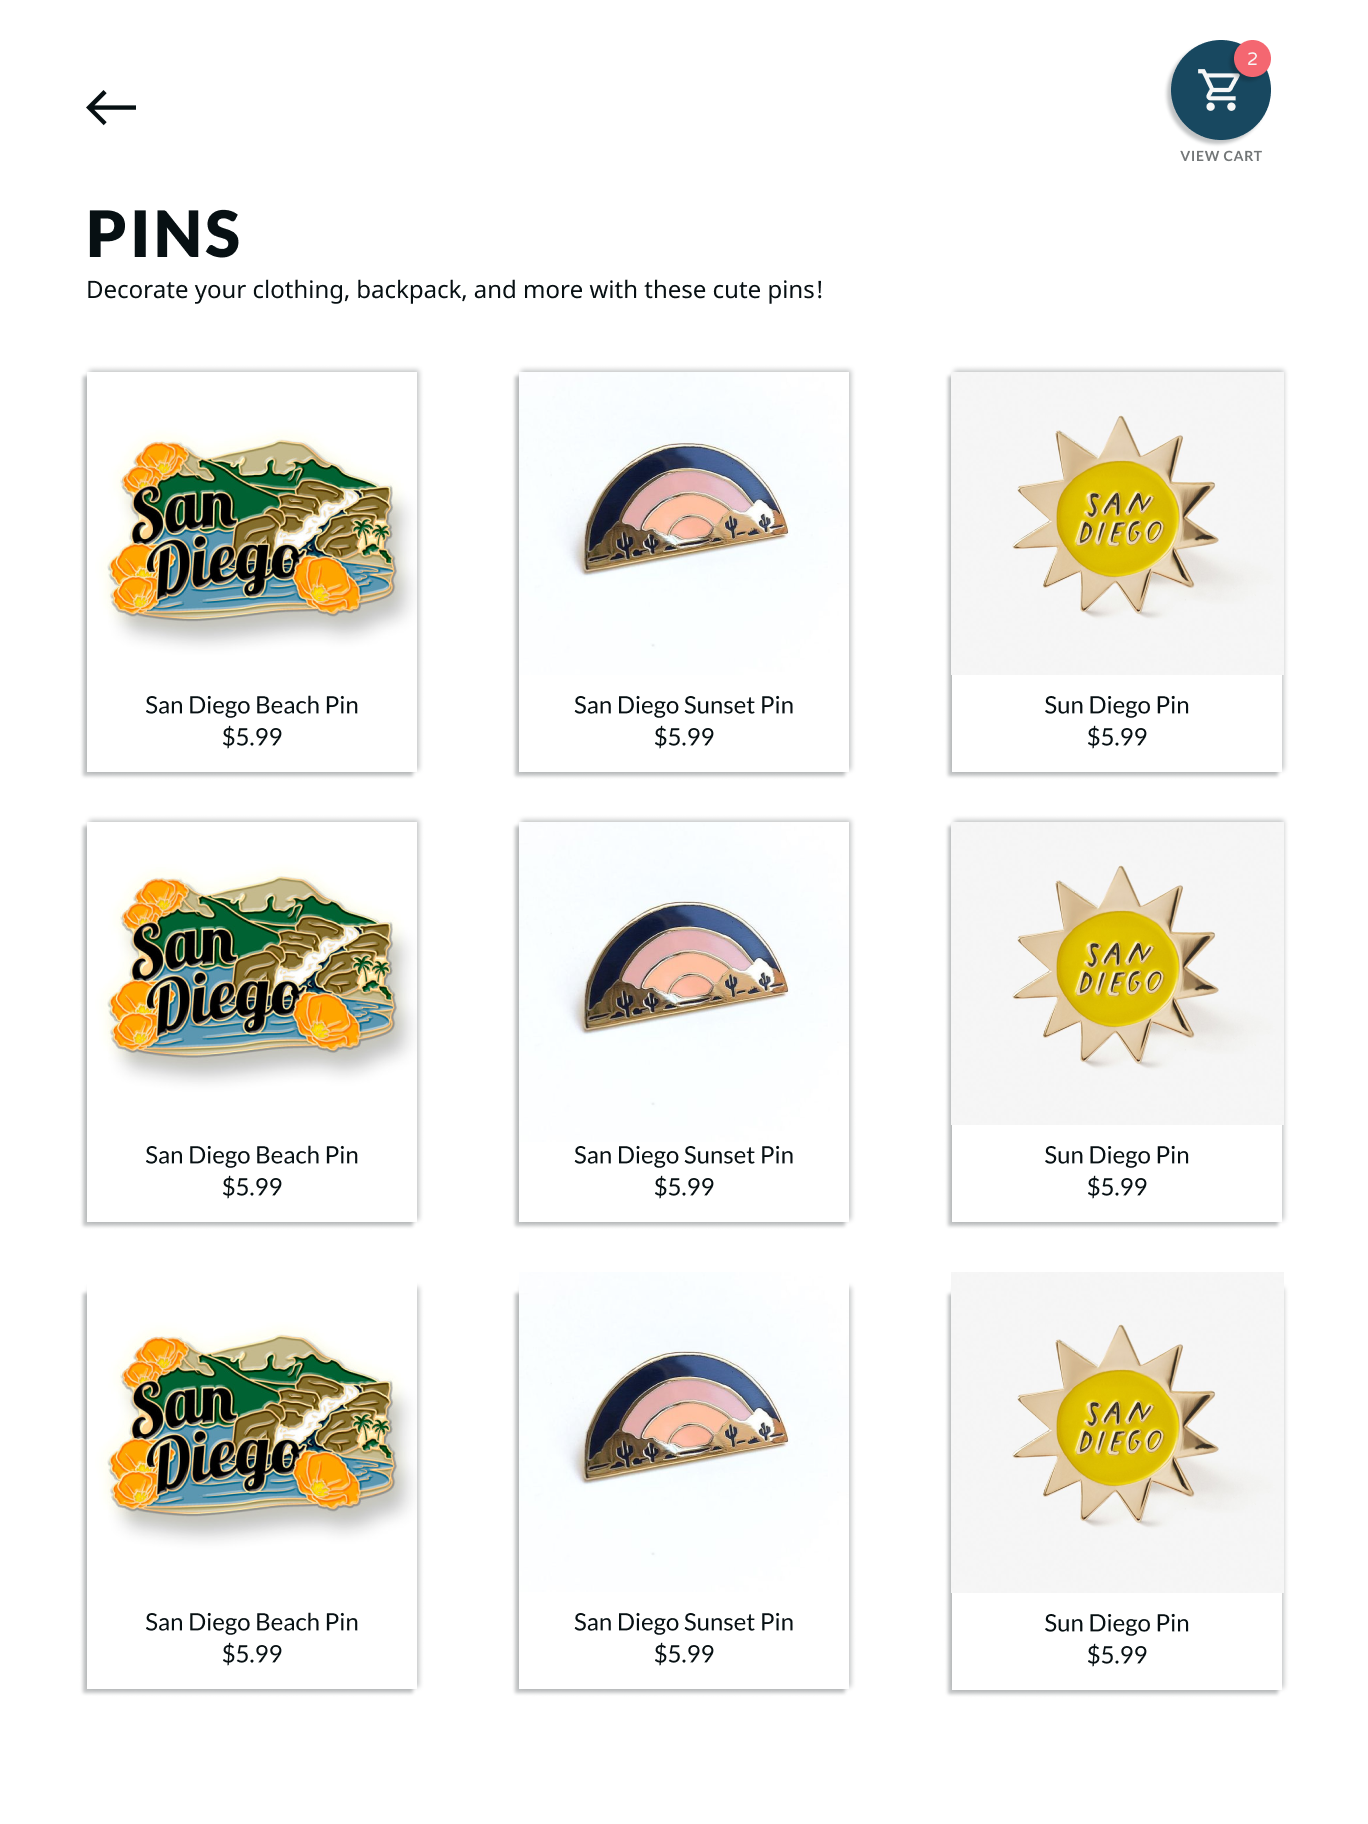 2
VIEW CART
PINS
Decorate your clothing, backpack, and more with these cute pins!
San
Diego
SAN
DIEGO
San Diego Beach Pin
$5.99
San Diego Sunset Pin
$5.99
Sun Diego Pin
$5.99
San
Diego
SAN
DIEGO
San Diego Beach Pin
$5.99
San Diego Sunset Pin
$5.99
Sun Diego Pin
$5.99
San
Diego
SAN
DIEGO
San Diego Beach Pin
$5.99
San Diego Sunset Pin
$5.99
Sun Diego Pin
$5.99